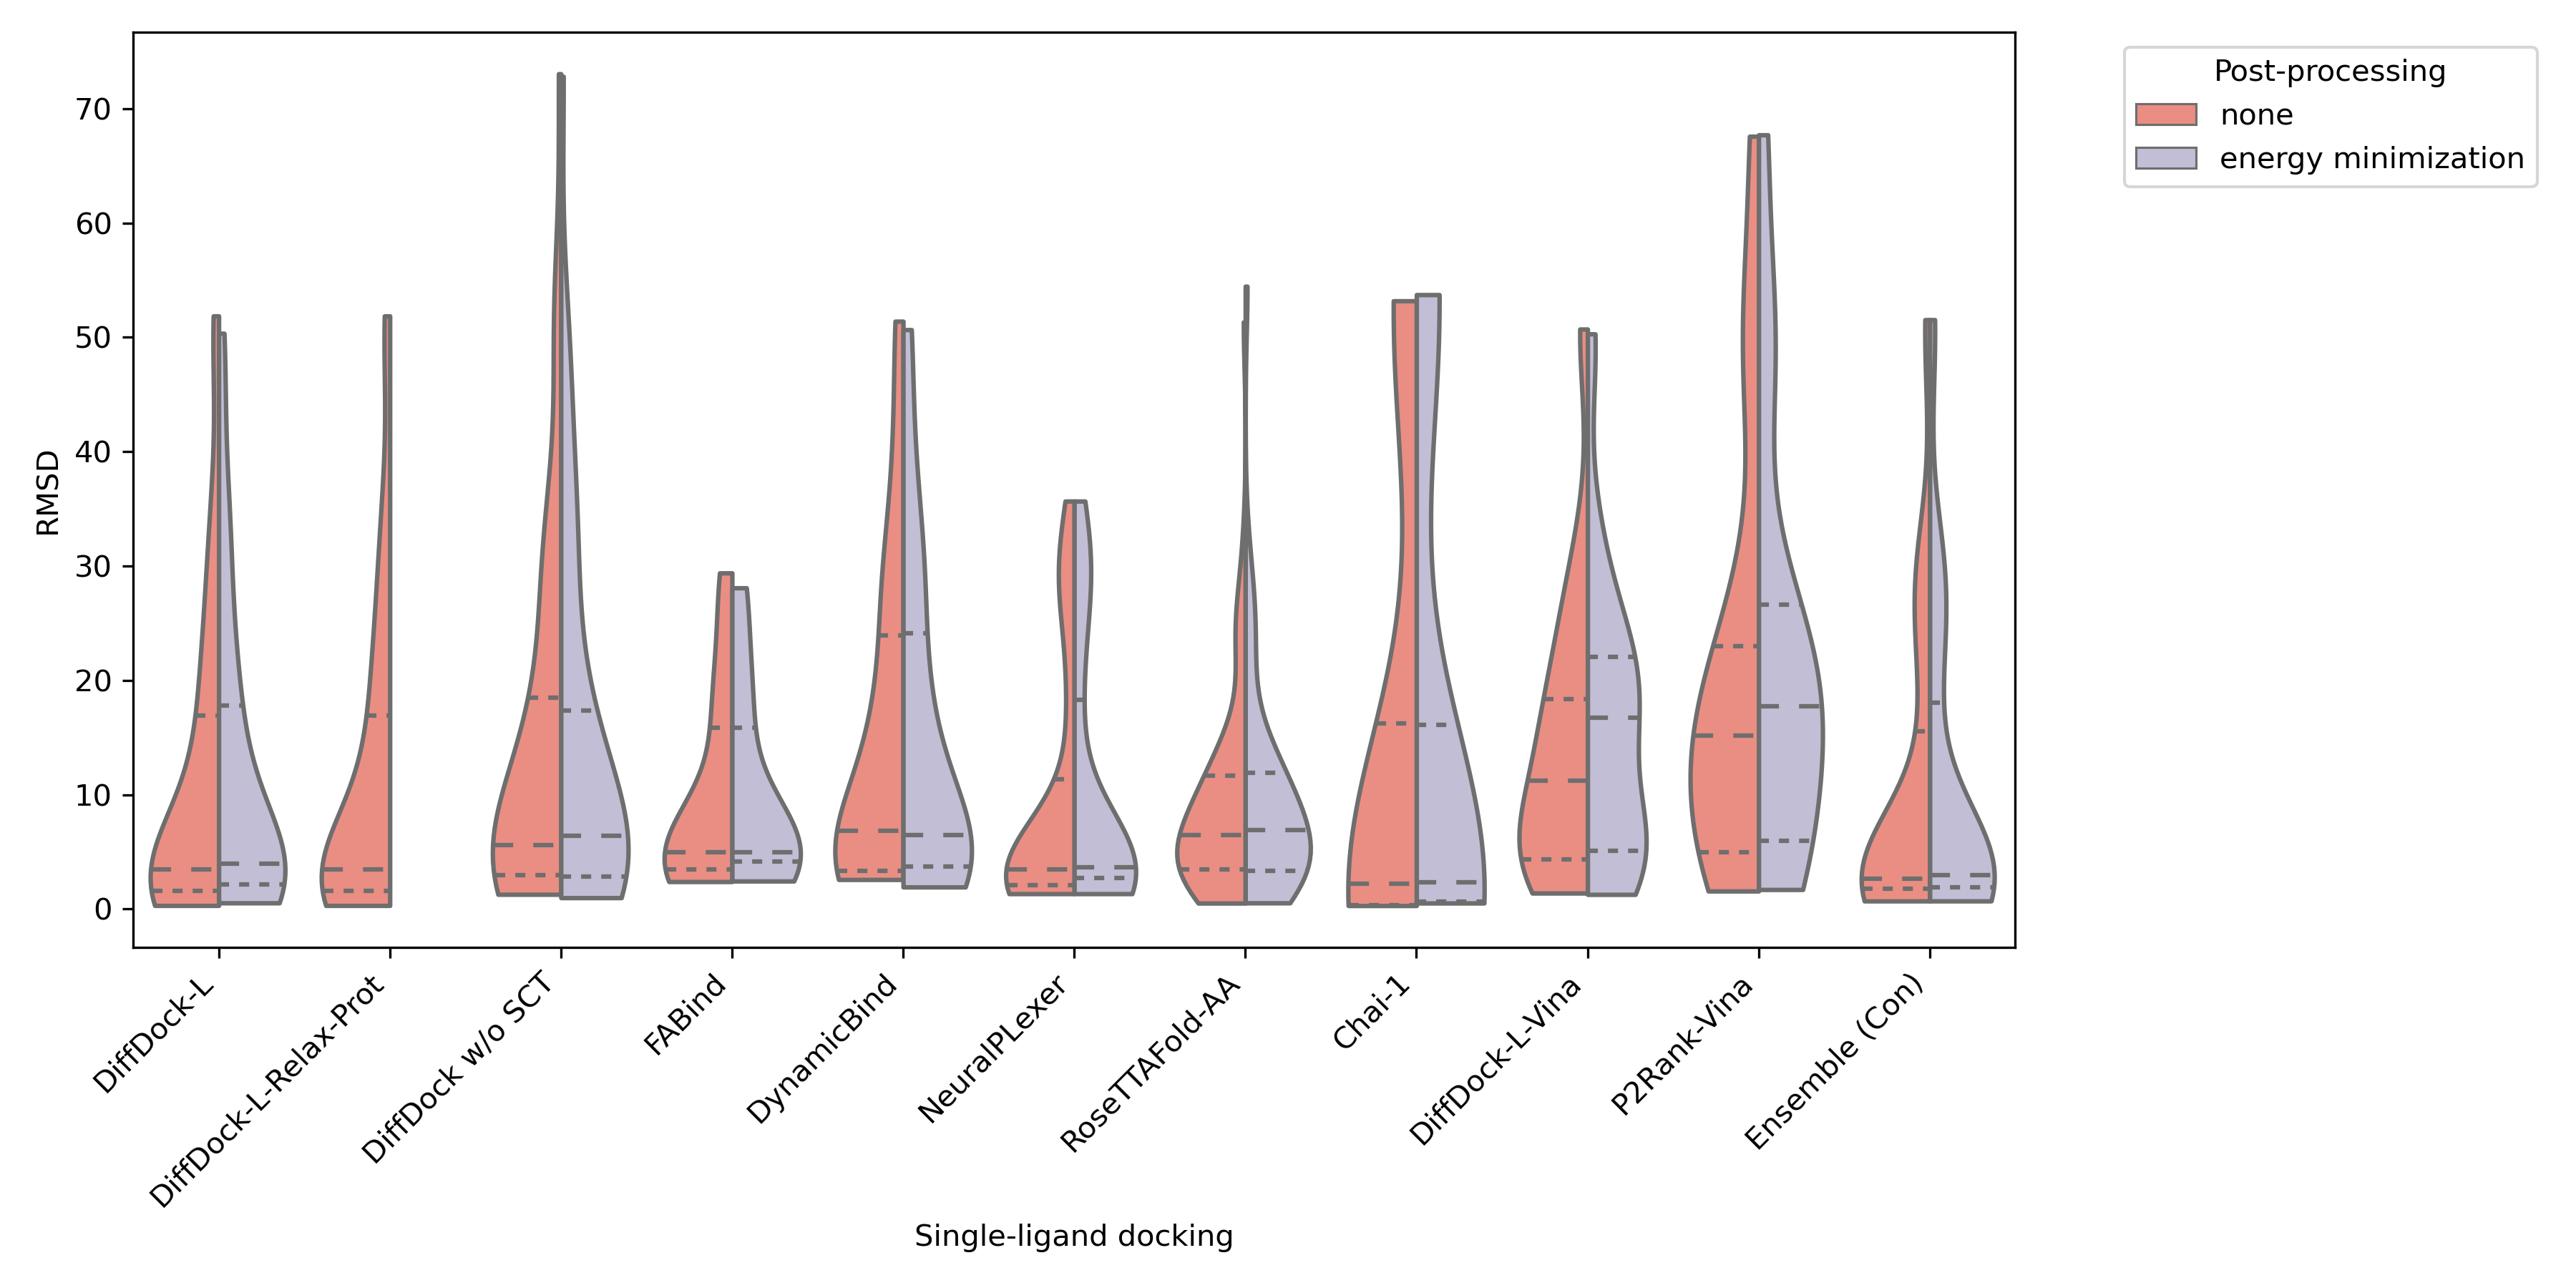 Post-processing
none
energy minimization
RMSD
70
60
50
40
30
20
10
0
DiffDock-L
DiffDock-L-Relax-Prot
DiffDock w/o SCT
FABind
DynamicBind
NeuralPLexer
RoseTTAFold-AA
Chai-1
DiffDock-L-Vina
P2Rank-Vina
Ensemble (Con)
Single-ligand docking